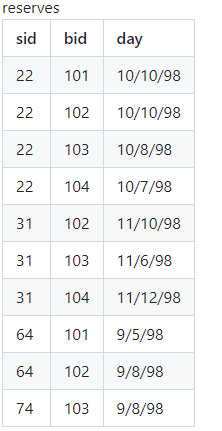 reserves
sid bid day
22 101 10/10/98
22 102 10/10/98
22 103 10/8/98
22 104 10/7/98
31 102 11/10/98
31 103 11/6/98
31 104 11/12/98
64 101 9/5/98
64 102 9/8/98
74 103 9/8/98